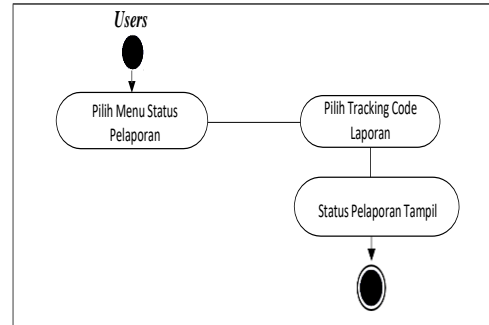 Users
Pilih Menu Status
Pelaporan
Pilih Tracking Code
Laporan
Status Pelaporan Tampil